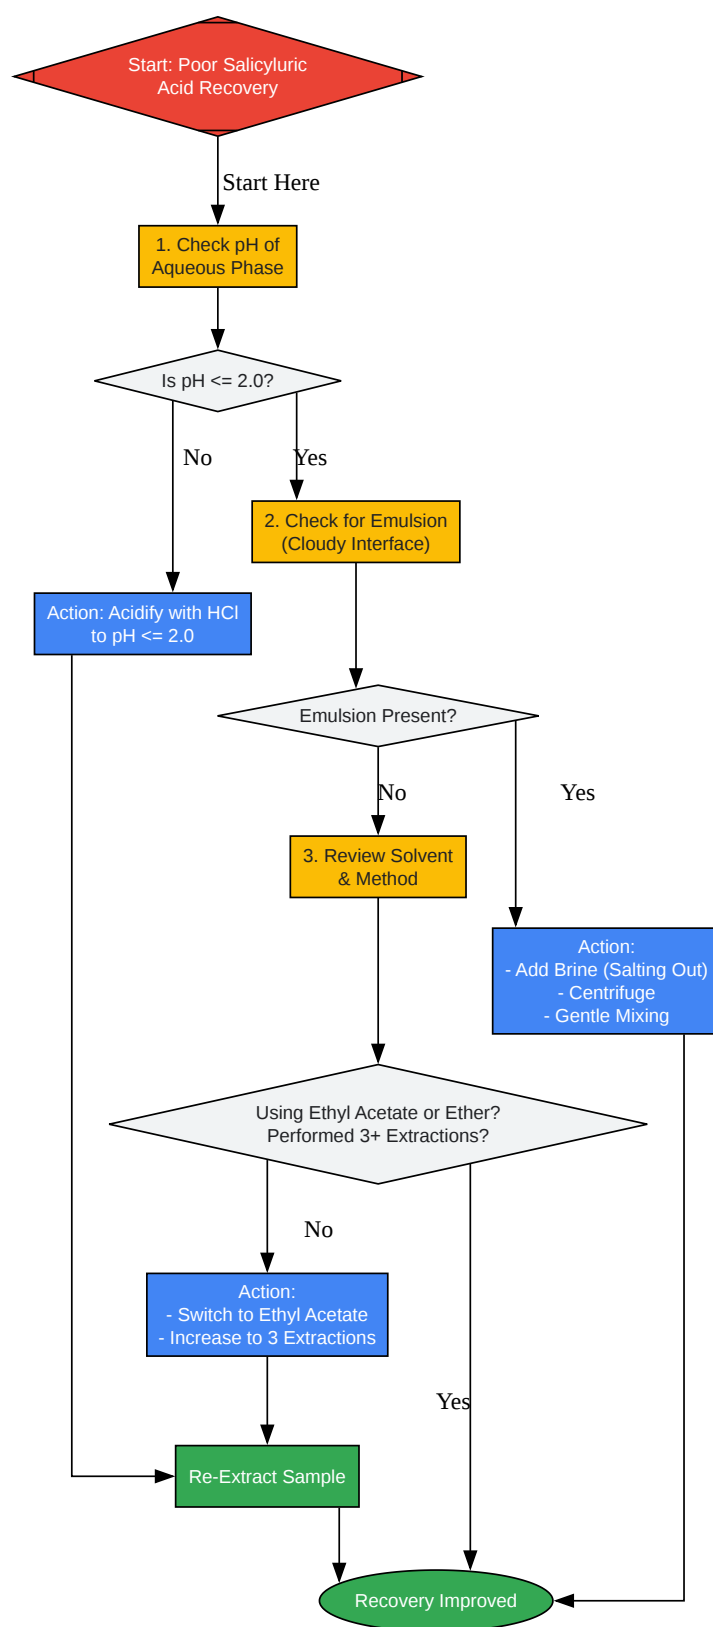 Start: Poor Salicyluric
Acid Recovery
Start Here
1. Check pH of
Aqueous Phase
Is pH <= 2.0?
No
Yes
2. Check for Emulsion
(Cloudy Interface)
Action: Acidify with HCl
to pH <= 2.0
Emulsion Present?
No
Yes
3. Review Solvent
& Method
Action:
- Add Brine (Salting Out)
- Centrifuge
- Gentle Mixing
Using Ethyl Acetate or Ether?
Performed 3+ Extractions?
No
Action:
- Switch to Ethyl Acetate
- Increase to 3 Extractions
Yes
Re-Extract Sample
Recovery Improved